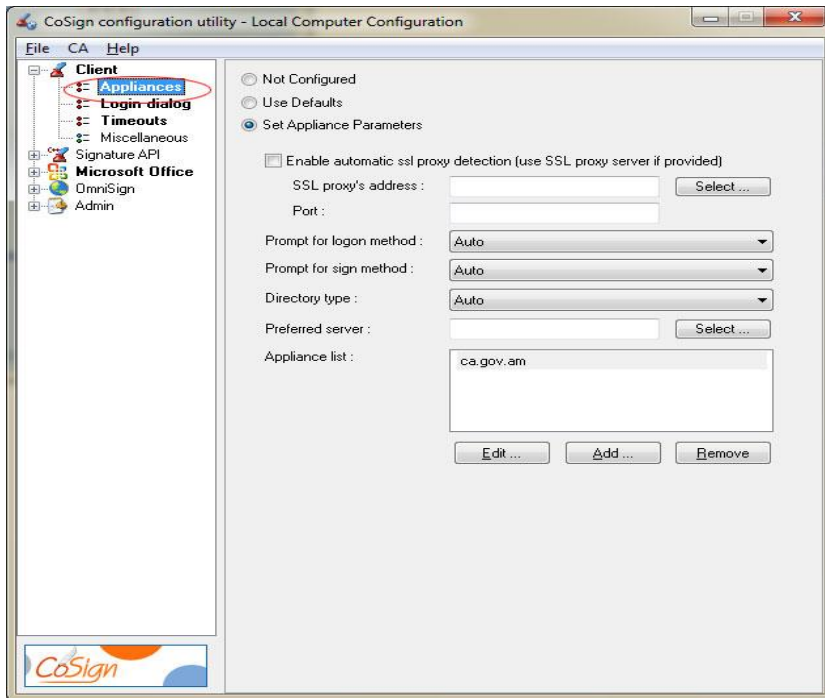 CoSign configuration utility - Local Computer Configuration
File CA Help
Client
Appliances
Login dialog
Timeouts
Miscellaneous
Signature API
Microsoft Office
OmniSign
Admin
Not Configured
Use Defaults
Set Appliance Parameters
Enable automatic ssl proxy detection (use SSL proxy server if provided)
SSL proxy's address : Select ...
Port :
Prompt for logon method : Auto
Prompt for sign method : Auto
Directory type : Auto
Preferred server : Select ...
Appliance list : ca.gov.am
Edit ... Add ... Remove
CoSign